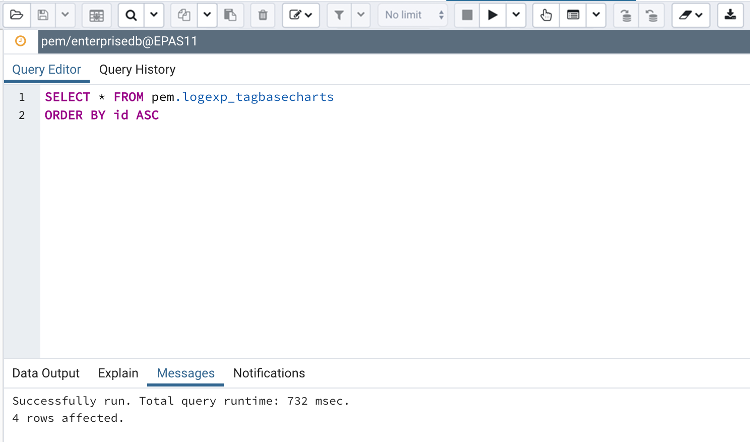 No limit
pem/enterprisedb@EPAS11
Query Editor Query History
1 SELECT * FROM pem.logexp_tagbasecharts
2 ORDER BY id ASC
Data Output Explain Messages Notifications
Successfully run. Total query runtime: 732 msec.
4 rows affected.